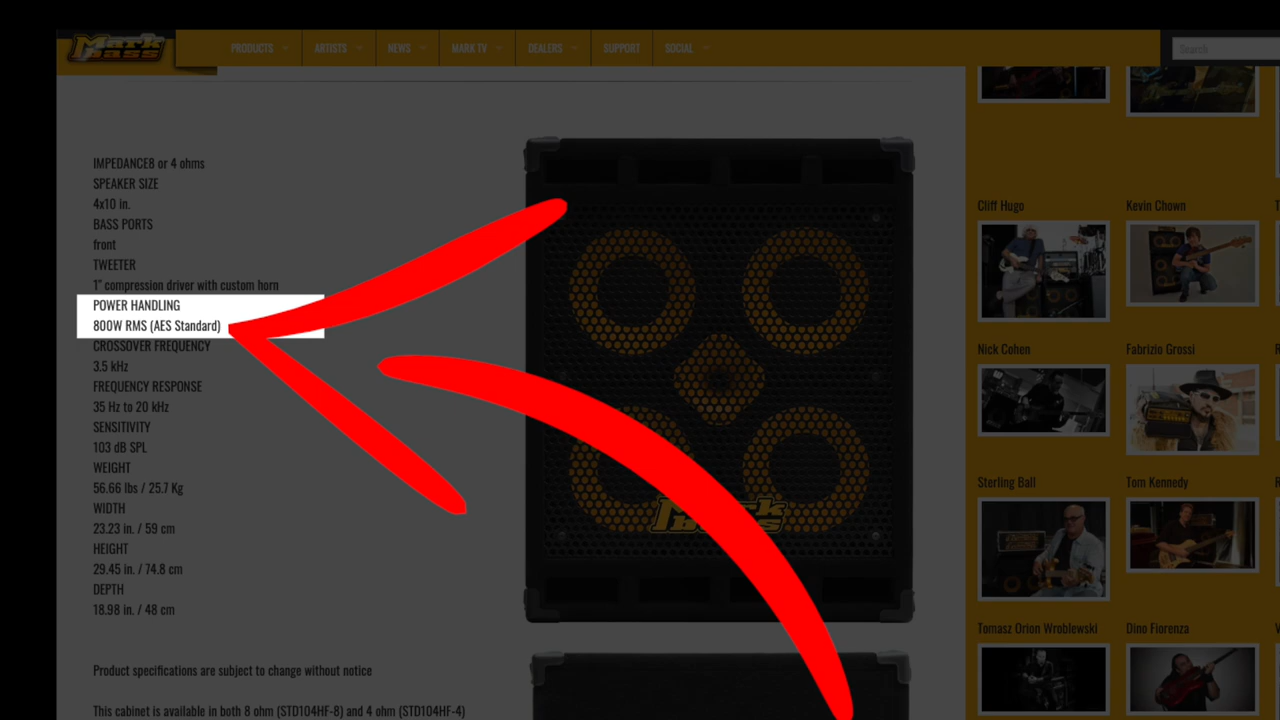 Mark
bass
PRODUCTS
ARTISTS
NEWS
MARK TV
DEALERS
SUPPORT
SOCIAL
Search
IMPEDANCE8 or 4 ohms
SPEAKER SIZE
4x10 in.
BASS PORTS
front
TWEETER
1" compression driver with custom horn
POWER HANDLING
800W RMS (AES Standard)
CROSSOVER FREQUENCY
3.5 kHz
FREQUENCY RESPONSE
35 Hz to 20 kHz
SENSITIVITY
103 dB SPL
WEIGHT
56.66 lbs / 25.7 Kg
WIDTH
23.23 in. / 59 cm
HEIGHT
29.45 in. / 74.8 cm
DEPTH
18.98 in. / 48 cm
Product specifications are subject to change without notice
This cabinet is available in both 8 ohm (STD104HF-8) and 4 ohm (STD104HF-4)
Mark
bass
Cliff Hugo
Kevin Chown
Nick Cohen
Fabrizio Grossi
Sterling Ball
Tom Kennedy
Tomasz Orion Wroblewski
Dino Fiorenza